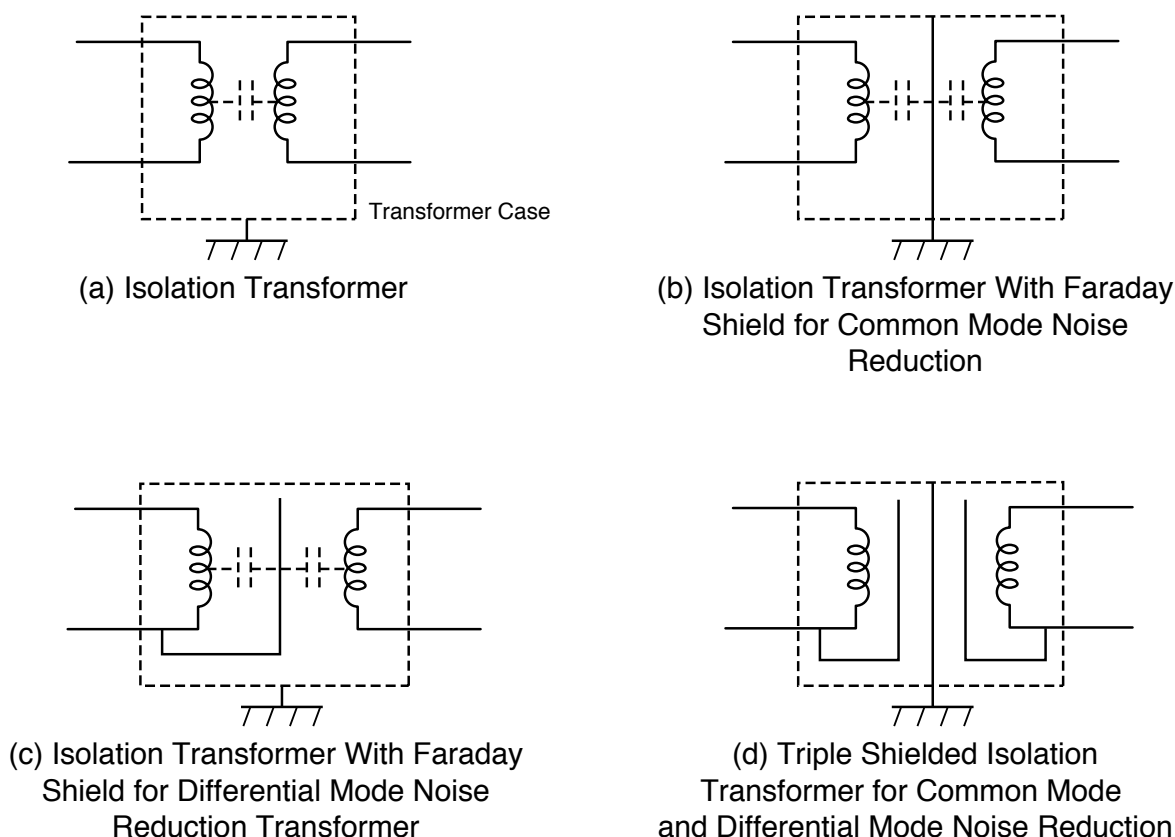 Transformer Case
(a) Isolation Transformer
(b) Isolation Transformer With Faraday
Shield for Common Mode Noise
Reduction
(c) Isolation Transformer With Faraday
Shield for Differential Mode Noise
Reduction Transformer
(d) Triple Shielded Isolation
Transformer for Common Mode
and Differential Mode Noise Reduction